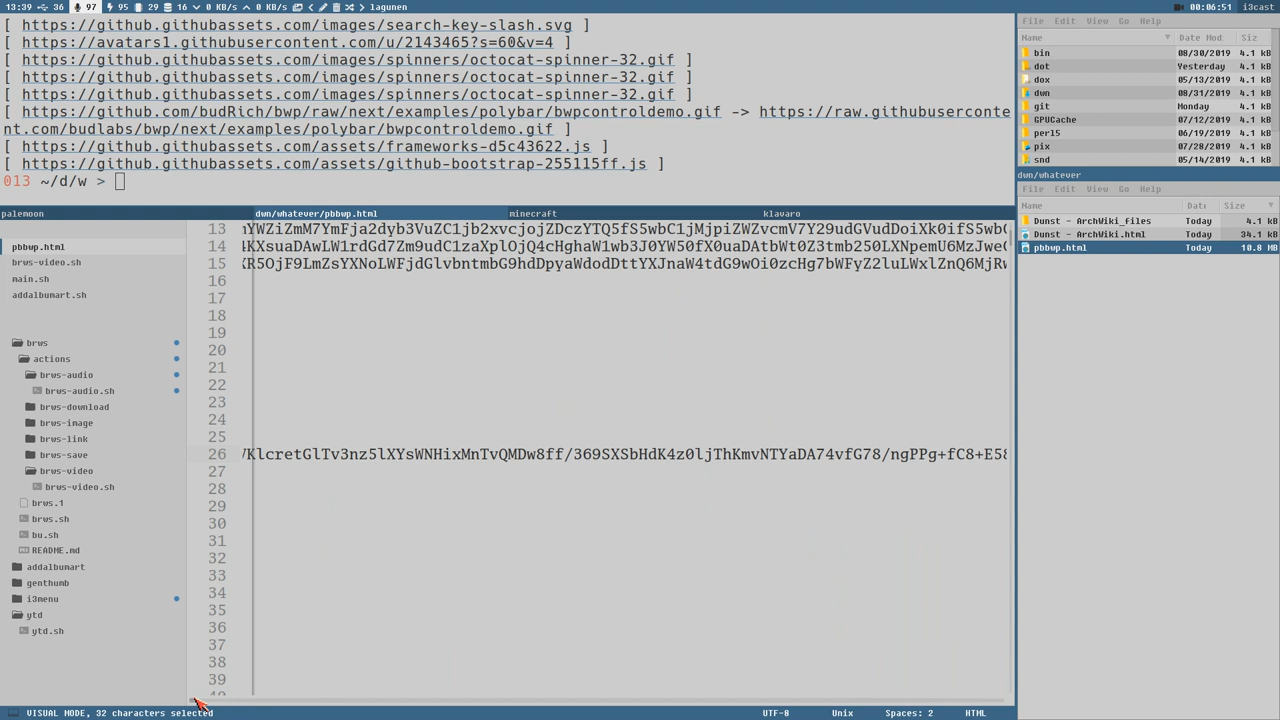 13:39 36 97 95 29 16 0 KB/s 0 KB/s lagunen 00:06:51 i3cast
[ https://github.githubassets.com/images/search-key-slash.svg ]
[ https://avatars1.githubusercontent.com/u/2143465?s=60&v=4 ]
[ https://github.githubassets.com/images/spinners/octocat-spinner-32.gif ]
[ https://github.githubassets.com/images/spinners/octocat-spinner-32.gif ]
[ https://github.githubassets.com/images/spinners/octocat-spinner-32.gif ]
[ https://github.com/budRich/bwp/raw/next/examples/polybar/bwpcontroldemo.gif -> https://raw.githubuserconte
nt.com/budlabs/bwp/next/examples/polybar/bwpcontroldemo.gif ]
[ https://github.githubassets.com/assets/frameworks-d5c43622.js ]
[ https://github.githubassets.com/assets/github-bootstrap-255115ff.js ]
013 ~/d/w >
palemoon dwn/whatever/pbbwp.html minecraft klavaro
pbbwp.html
brws-video.sh
main.sh
addalbumart.sh
brws
actions
brws-audio
brws-audio.sh
brws-download
brws-image
brws-link
brws-save
brws-video
brws-video.sh
brws.1
brws.sh
bu.sh
README.md
addalbumart
genthumb
i3menu
ytd
ytd.sh
13
14
15
16
17
18
19
20
21
22
23
24
25
26 KlcretGlTv3nz5lXYsWNHixMnTvQMDw8ff/369SXSbHdK4z0ljThKmvNTYaDA74vfG78/ngPPg+fC8+E58
27
28
29
30
31
32
33
34
35
36
37
38
39
40
VISUAL MODE, 32 characters selected UTF-8 Unix Spaces: 2 HTML
File Edit View Go Help
Name Date Mod Siz
bin 08/30/2019 4.1 kB
dot Yesterday 4.1 kB
dox 05/13/2019 4.1 kB
dwn 08/31/2019 4.1 kB
git Monday 4.1 kB
GPUCache 07/12/2019 4.1 kB
perl5 06/19/2019 4.1 kB
pix 07/28/2019 4.1 kB
snd 05/14/2019 4.1 kB
dwn/whatever
File Edit View Go Help
Name Dat Size
Dunst - ArchWiki_files Today 4.1 kB
Dunst - ArchWiki.html Today 34.1 kB
pbbwp.html Today 10.8 MB